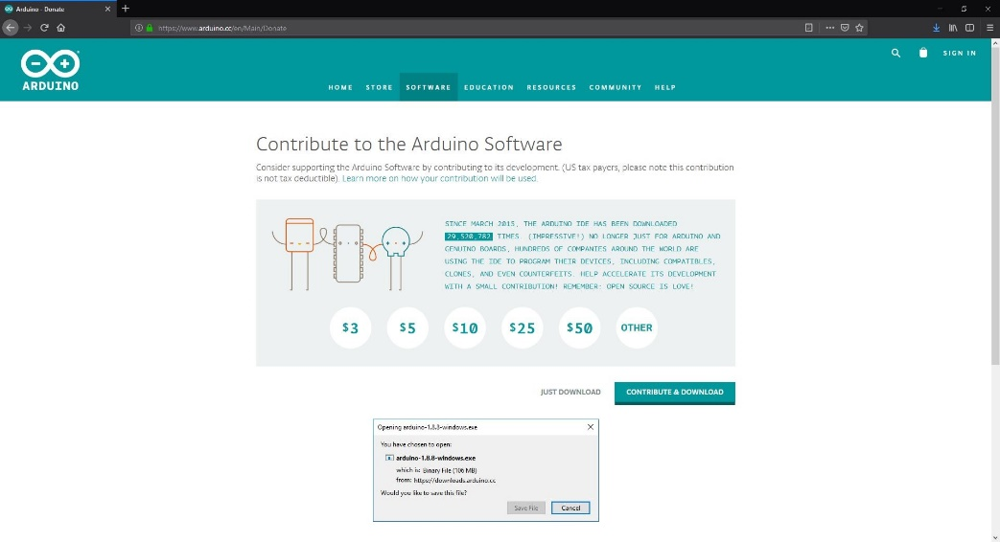 Arduino - Donate
https://www.arduino.cc/en/Main/Donate
ARDUINO
SIGN IN
HOME STORE SOFTWARE EDUCATION RESOURCES COMMUNITY HELP
Contribute to the Arduino Software
Consider supporting the Arduino Software by contributing to its development. (US tax payers, please note this contribution
is not tax deductible). Learn more on how your contribution will be used.
SINCE MARCH 2015, THE ARDUINO IDE HAS BEEN DOWNLOADED
29,520,782 TIMES. (IMPRESSIVE!) NO LONGER JUST FOR ARDUINO AND
GENUINO BOARDS, HUNDREDS OF COMPANIES AROUND THE WORLD ARE
USING THE IDE TO PROGRAM THEIR DEVICES, INCLUDING COMPATIBLES,
CLONES, AND EVEN COUNTERFEITS. HELP ACCELERATE ITS DEVELOPMENT
WITH A SMALL CONTRIBUTION! REMEMBER: OPEN SOURCE IS LOVE!
$3 $5 $10 $25 $50 OTHER
JUST DOWNLOAD CONTRIBUTE & DOWNLOAD
Opening arduino-1.8.8-windows.exe
You have chosen to open:
arduino-1.8.8-windows.exe
which is: Binary File (106 MB)
from: https://downloads.arduino.cc
Would you like to save this file?
Save File Cancel